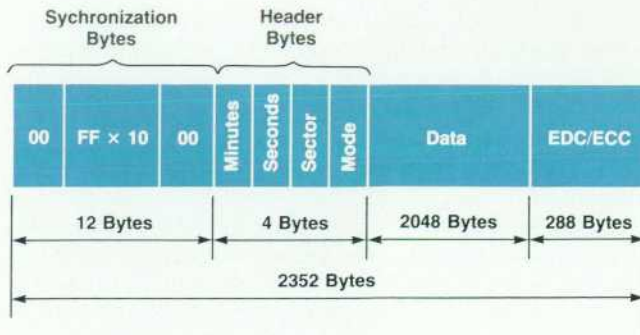 Sychronization
Bytes
Header
Bytes
00
FF × 10
00
Minutes
Seconds
Sector
Mode
Data
EDC/ECC
12 Bytes
4 Bytes
2048 Bytes
288 Bytes
2352 Bytes